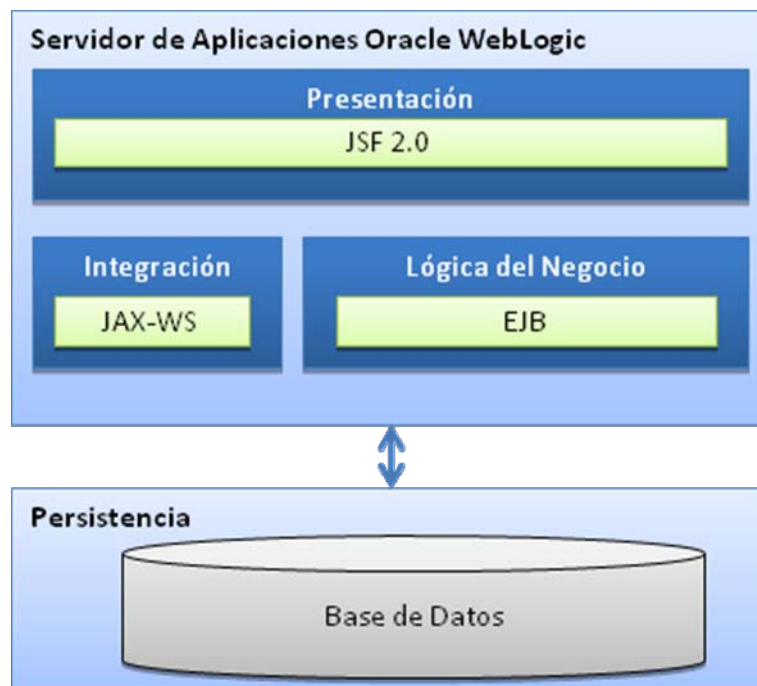 Servidor de Aplicaciones Oracle WebLogic
Presentación
JSF 2.0
Integración
JAX-WS
Lógica del Negocio
EJB
Persistencia
Base de Datos